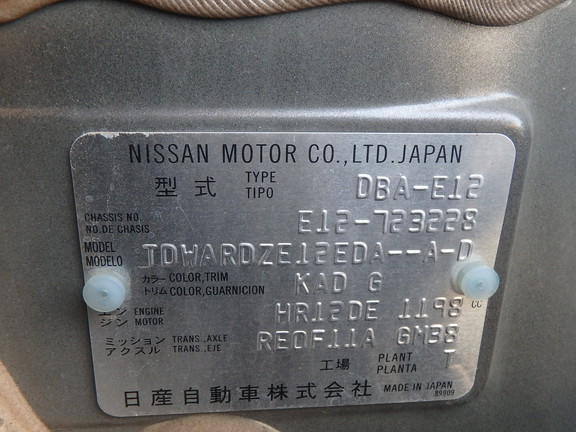 NISSAN MOTOR CO.,LTD.JAPAN
型式 TYPE TIPO DBA-E12
CHASSIS NO. NO.DE CHASIS E12-723228
MODEL MODELO TDWARDZE12EDA--A-D
カラー COLOR,TRIM トリム COLOR,GUARNICION KAD G
エンジン ENGINE MOTOR HR12DE 1198 CC
ミッション アクスル TRANS.,AXLE TRANS.,EJE RE0F11A GM38
工場 PLANT PLANTA T
日産自動車株式会社 MADE IN JAPAN
89909